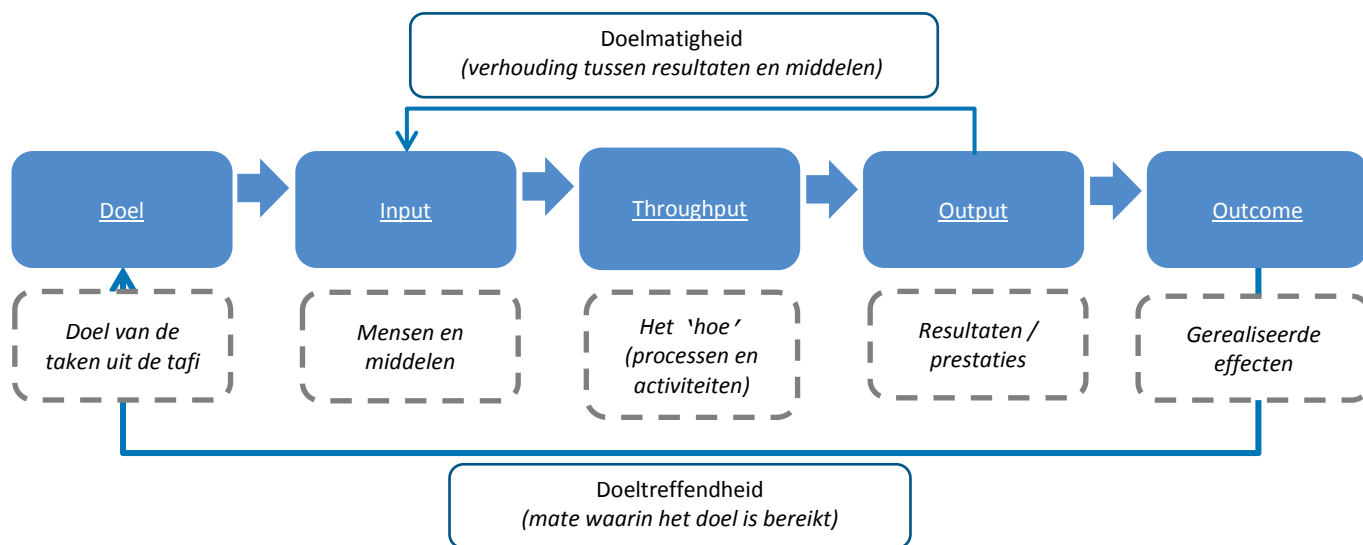 Doelmatigheid
(verhouding tussen resultaten en middelen)
Doel
Input
Throughput
Output
Outcome
Doel van de
taken uit de tafi
Mensen en
middelen
Het ‘hoe’
(processen en
activiteiten)
Resultaten /
prestaties
Gerealiseerde
effecten
Doeltreffendheid
(mate waarin het doel is bereikt)